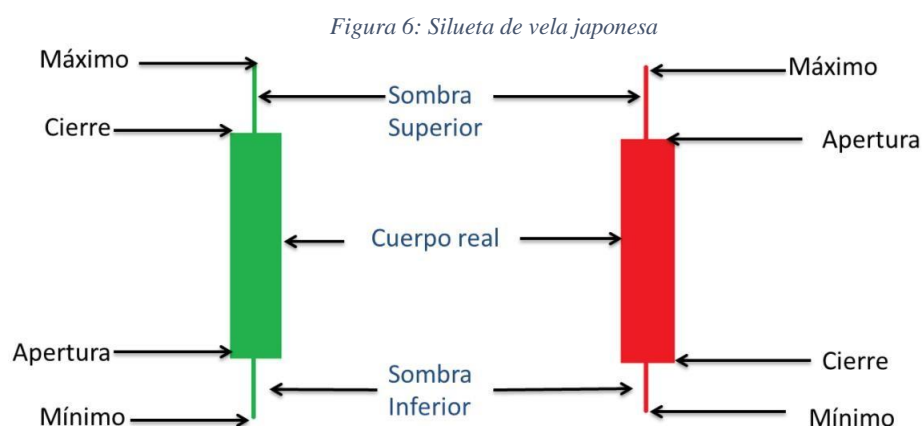 Figura 6: Silueta de vela japonesa
Máximo
Máximo
Sombra
Superior
Cierre
Apertura
Cuerpo real
Apertura
Cierre
Sombra
Inferior
Mínimo
Mínimo